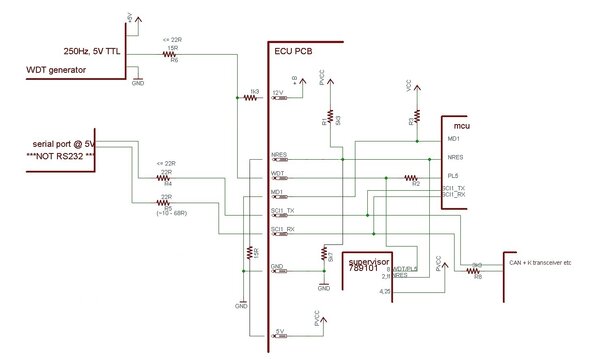 +5V
<= 22R
15R
R6
250Hz, 5V TTL
WDT generator
GND
ECU PCB
1k3
12V
+B
PVCC
R1
5k3
VCC
R3
mcu
MD1
NRES
PL5
SCI1_TX
SCI1_RX
R2
serial port @ 5V
***NOT RS232 ***
<= 22R
22R
R4
22R
R5
(~10 - 68R)
NRES
WDT
MD1
SCI1_TX
SCI1_RX
GND
5V
15R
GND
5k7
GND
PVCC
supervisor
789101
8 WDT/PL5
2, NRES
4,25
PVCC
3k3
R8
CAN + K transceiver etc